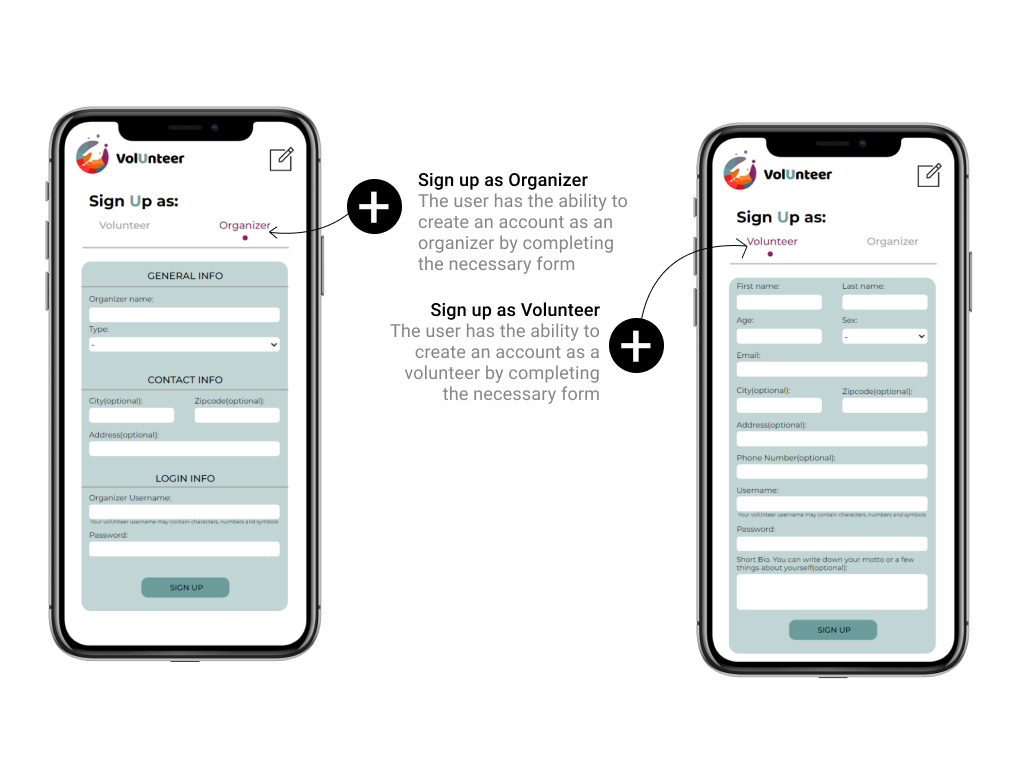 VolUnteer
Sign Up as:
Volunteer Organizer
GENERAL INFO
Organizer name:
Type:
-
CONTACT INFO
City(optional): Zipcode(optional):
Address(optional):
LOGIN INFO
Organizer Username:
Your volUnteer username may contain characters, numbers and symbols
Password:
SIGN UP
Sign up as Organizer
The user has the ability to
create an account as an
organizer by completing
the necessary form
Sign up as Volunteer
The user has the ability to
create an account as a
volunteer by completing
the necessary form
VolUnteer
Sign Up as:
Volunteer Organizer
First name: Last name:
Age: Sex:
-
Email:
City(optional): Zipcode(optional):
Address(optional):
Phone Number(optional):
Username:
Your volUnteer username may contain characters, numbers and symbols
Password:
Short Bio. You can write down your motto or a few
things about yourself(optional):
SIGN UP